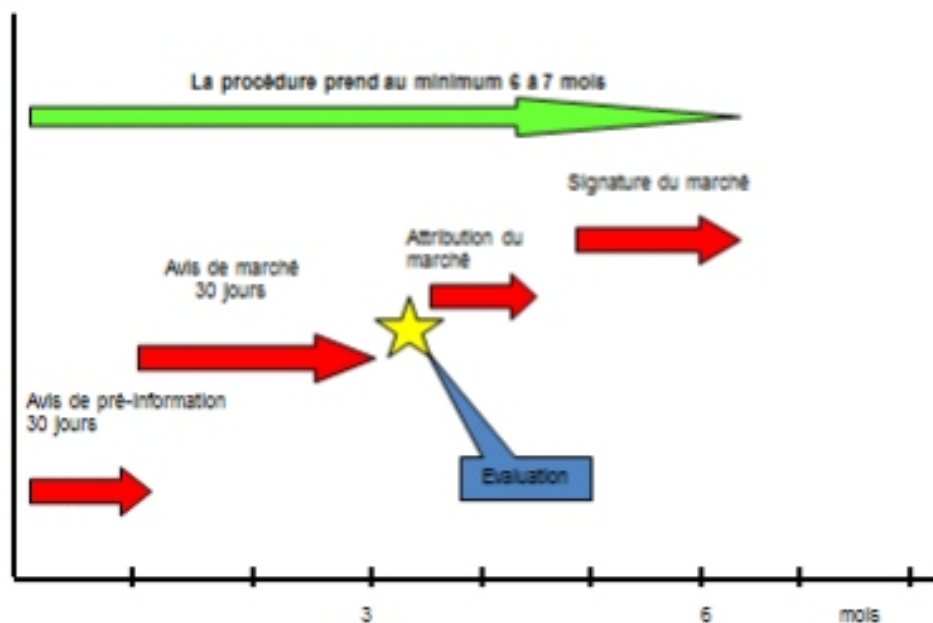 La procédure prend au minimum 6 à 7 mois
Signature du marché
Attribution du
marché
Avis de marché
30 jours
Avis de pré-information
30 jours
Evaluation
3
6
mois